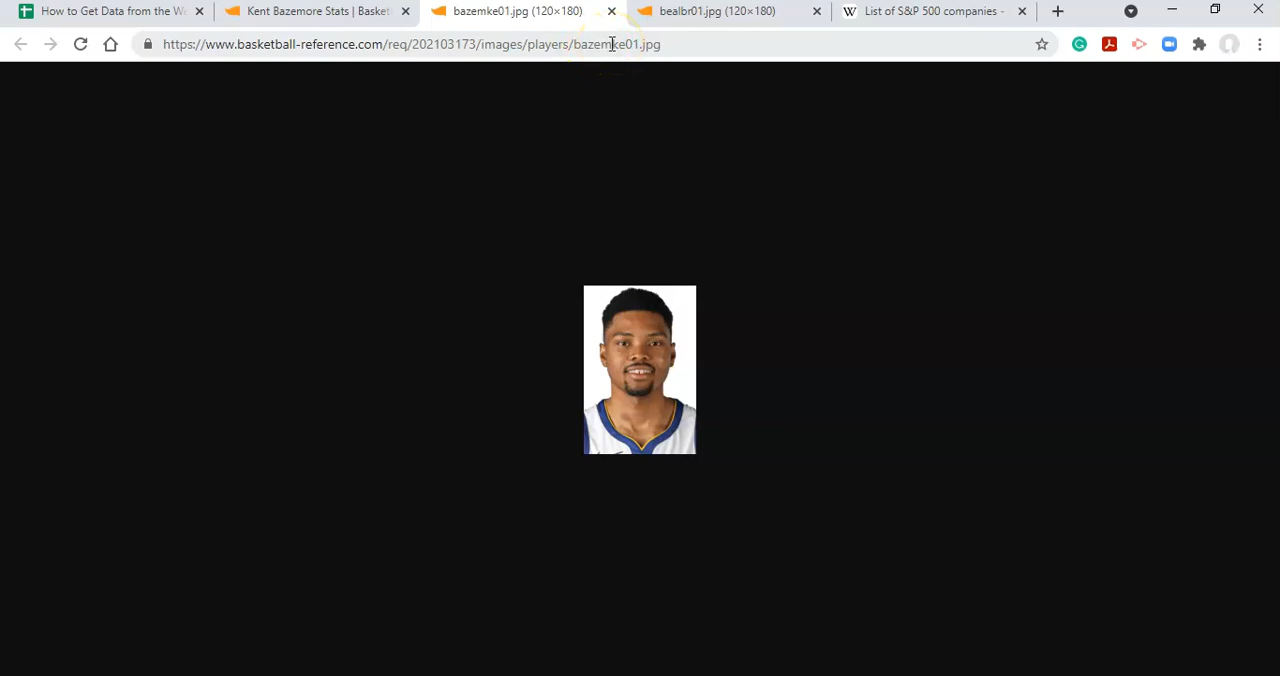 How to Get Data from the We
Kent Bazemore Stats | Basket
bazemke01.jpg (120×180)
bealbr01.jpg (120×180)
List of S&P 500 companies -
https://www.basketball-reference.com/req/202103173/images/players/bazemke01.jpg